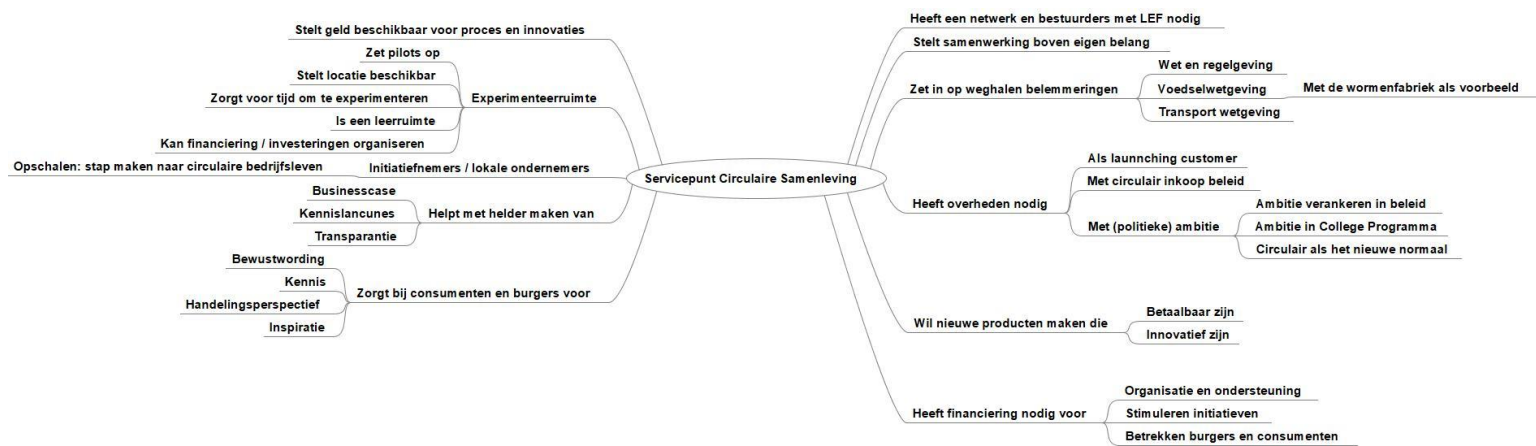 Stelt geld beschikbaar voor proces en innovaties
Zet pilots op
Stelt locatie beschikbaar
Zorgt voor tijd om te experimenteren
Is een leerruimte
Kan financiering / investeringen organiseren
Experimenteerruimte
Opschalen: stap maken naar circulaire bedrijfsleven
Initiatiefnemers / lokale ondernemers
Businesscase
Kennislancunes
Transparantie
Helpt met helder maken van
Bewustwording
Kennis
Handelingsperspectief
Inspiratie
Zorgt bij consumenten en burgers voor
Servicepunt Circulaire Samenleving
Heeft een netwerk en bestuurders met LEF nodig
Stelt samenwerking boven eigen belang
Zet in op weghalen belemmeringen
Wet en regelgeving
Voedselwetgeving
Met de wormenfabriek als voorbeeld
Transport wetgeving
Heeft overheden nodig
Als launnching customer
Met circulair inkoop beleid
Met (politieke) ambitie
Ambitie verankeren in beleid
Ambitie in College Programma
Circulair als het nieuwe normaal
Wil nieuwe producten maken die
Betaalbaar zijn
Innovatief zijn
Heeft financiering nodig voor
Organisatie en ondersteuning
Stimuleren initiatieven
Betrekken burgers en consumenten